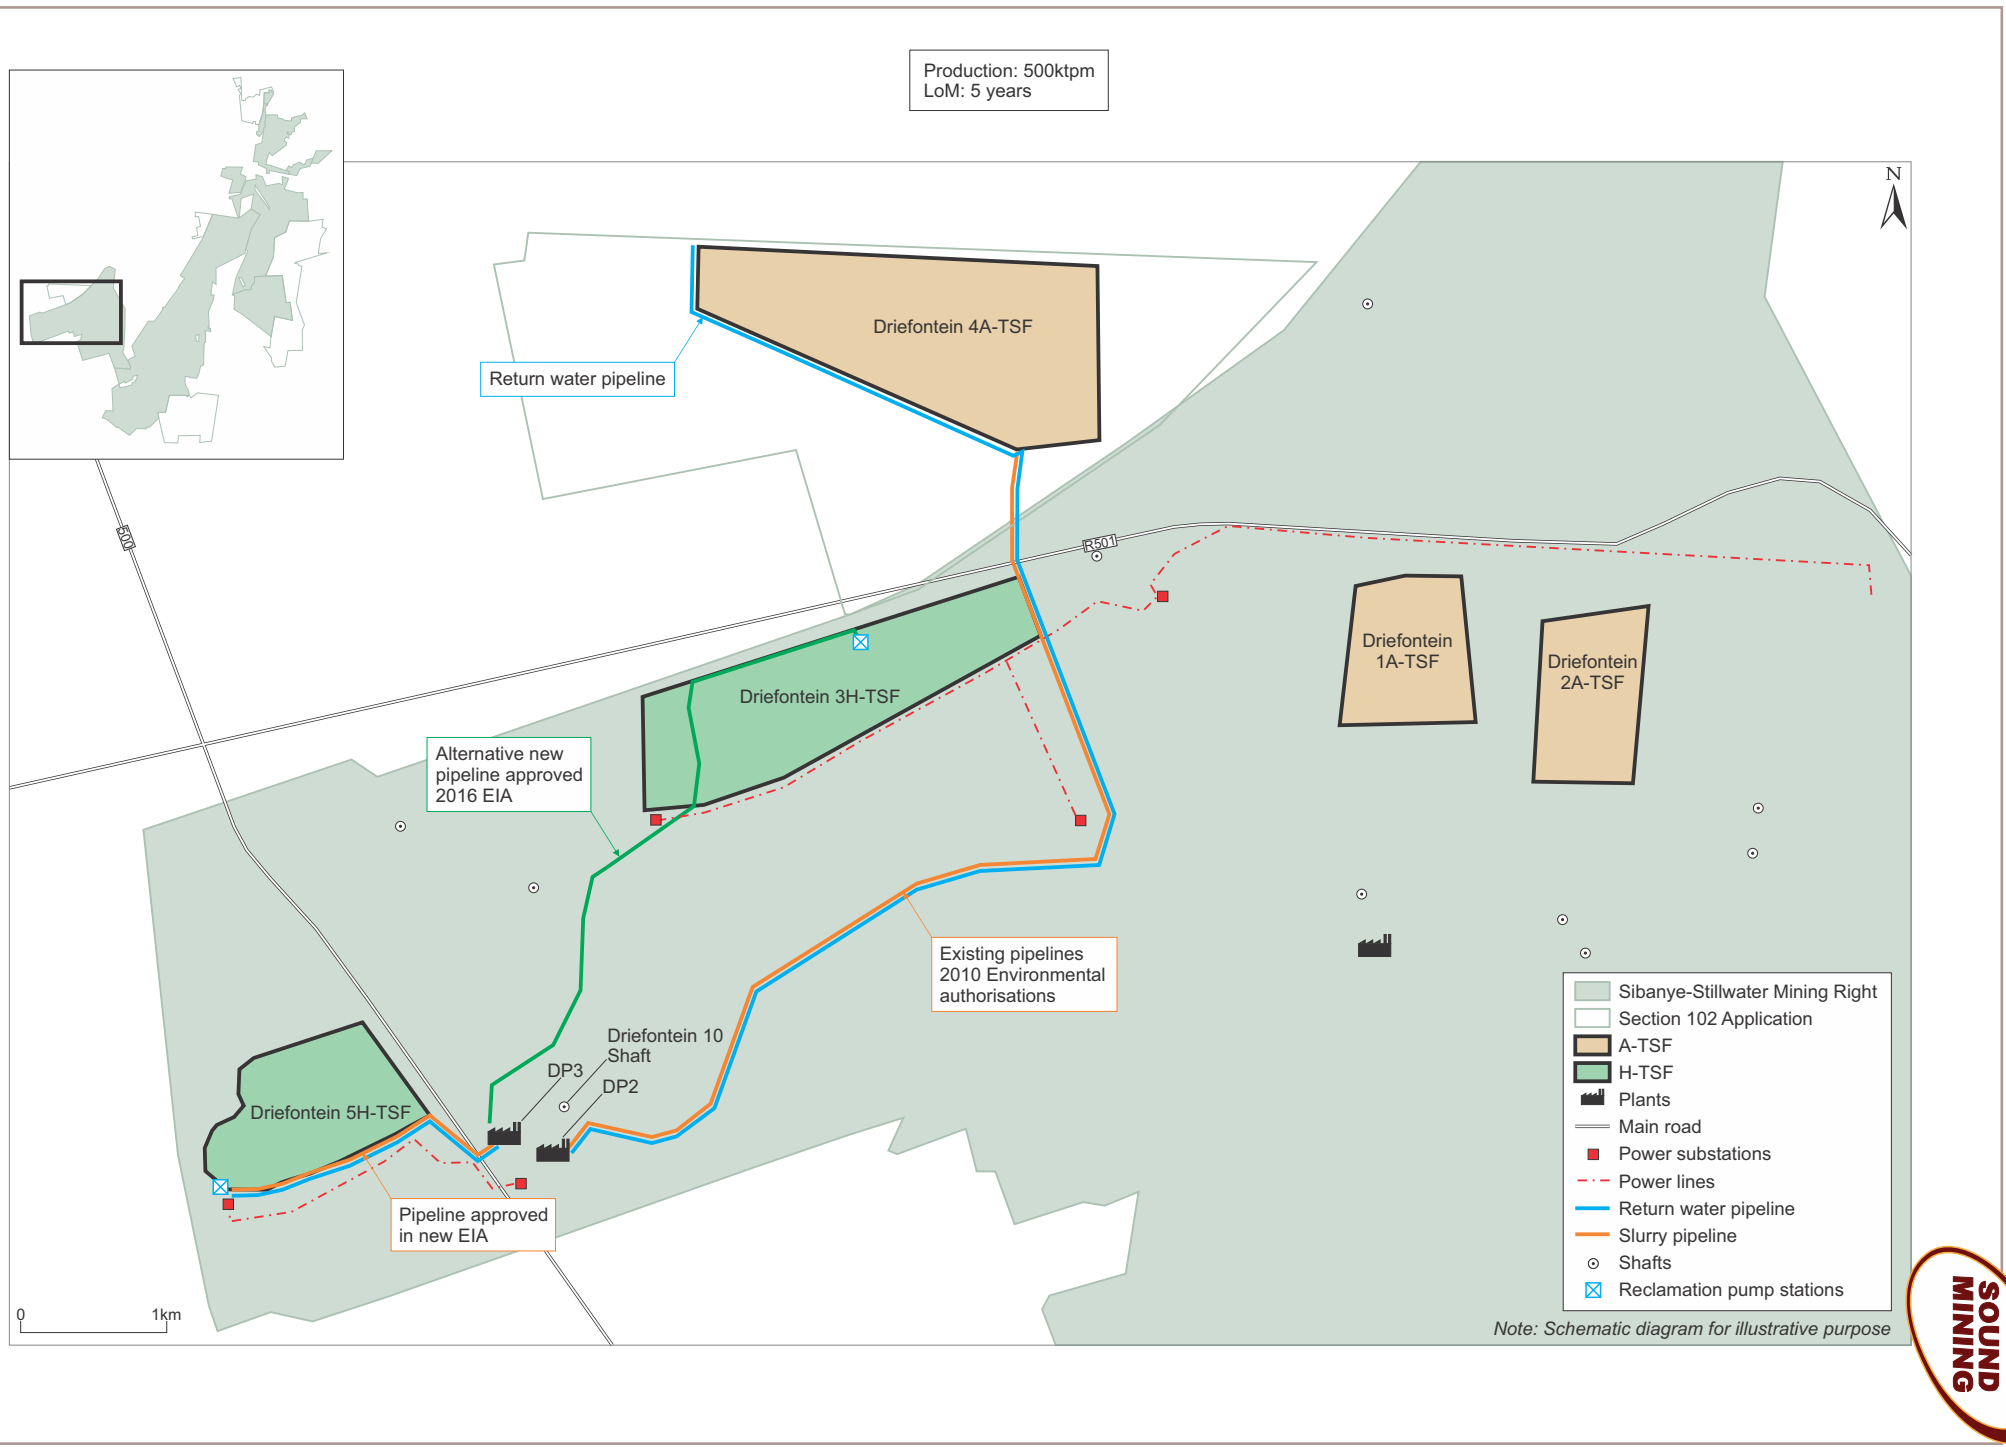 Production: 500ktpm
LoM: 5 years
N
Driefontein 4A-TSF
Return water pipeline
500
R501
Driefontein
1A-TSF
Driefontein
2A-TSF
Driefontein 3H-TSF
Alternative new
pipeline approved
2016 EIA
Existing pipelines
2010 Environmental
authorisations
Driefontein 10
Shaft
DP3
DP2
Driefontein 5H-TSF
Pipeline approved
in new EIA
Sibanye-Stillwater Mining Right
Section 102 Application
A-TSF
H-TSF
Plants
Main road
Power substations
Power lines
Return water pipeline
Slurry pipeline
Shafts
Reclamation pump stations
0 1km
Note: Schematic diagram for illustrative purpose
SOUND
MINING